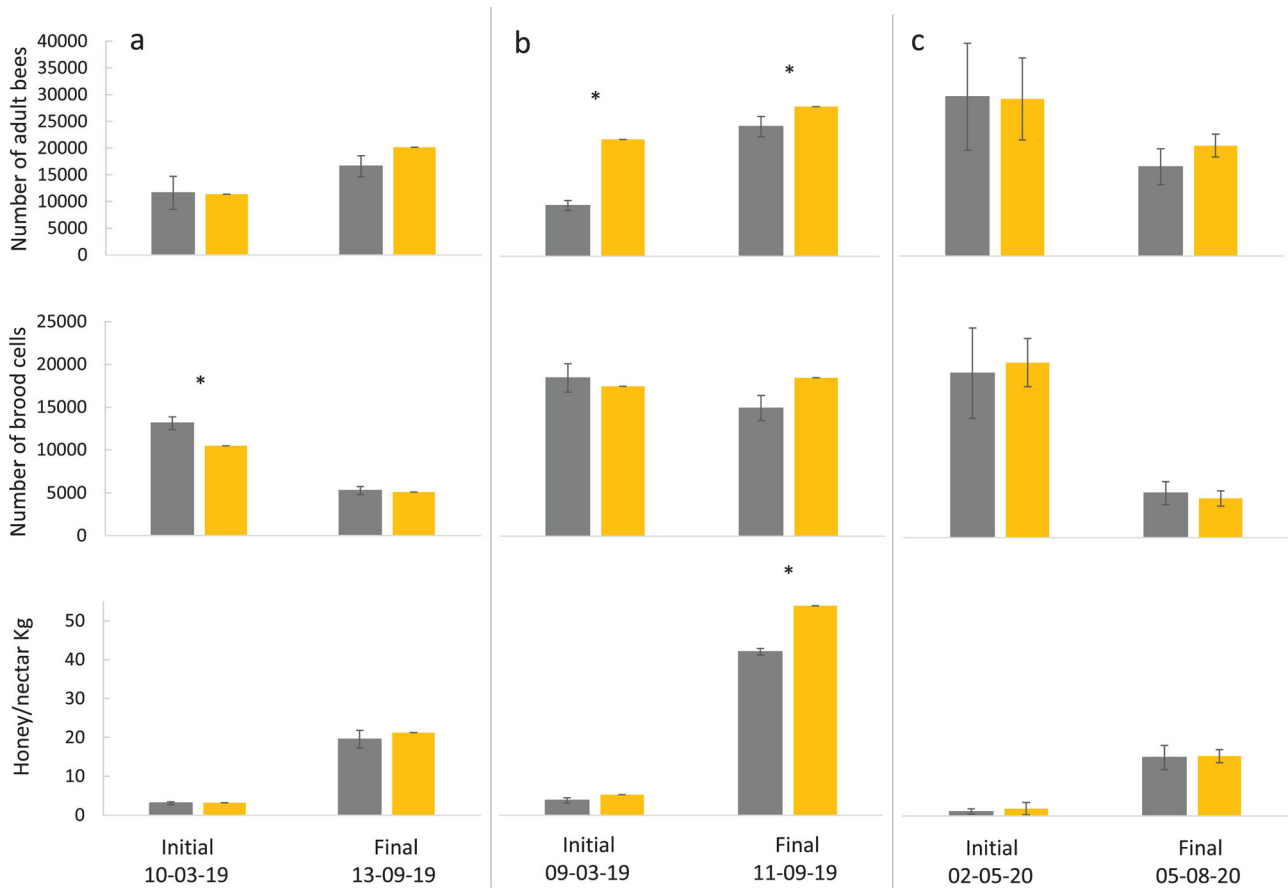 a
b
c
Number of adult bees
40000
35000
30000
25000
20000
15000
10000
5000
0
*
*
Number of brood cells
25000
20000
15000
10000
5000
0
*
Honey/nectar Kg
50
40
30
20
10
0
*
Initial
10-03-19
Final
13-09-19
Initial
09-03-19
Final
11-09-19
Initial
02-05-20
Final
05-08-20